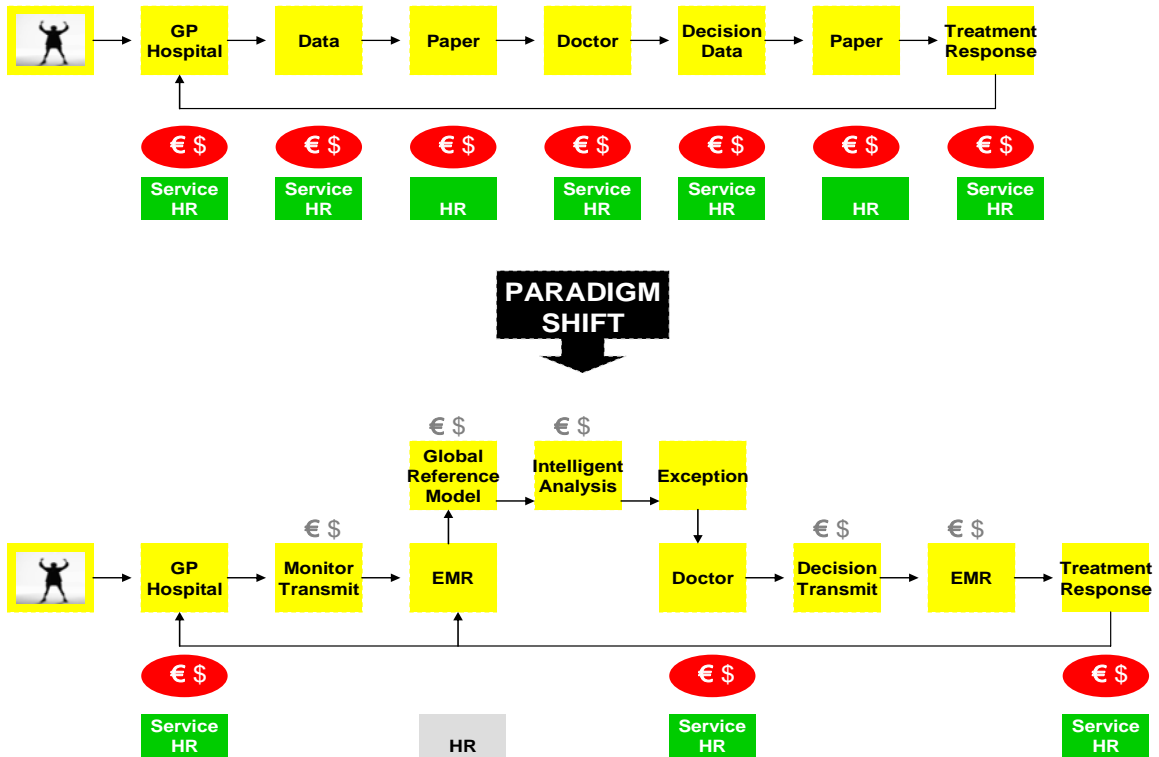 GP
Hospital
Data
Paper
Doctor
Decision
Data
Paper
Treatment
Response
€ $
€ $
€ $
€ $
€ $
€ $
€ $
Service
HR
Service
HR
HR
Service
HR
Service
HR
HR
Service
HR
PARADIGM
SHIFT
€ $
€ $
Global
Reference
Model
Intelligent
Analysis
Exception
€ $
€ $
€ $
GP
Hospital
Monitor
Transmit
EMR
Doctor
Decision
Transmit
EMR
Treatment
Response
€ $
€ $
€ $
Service
HR
HR
Service
HR
Service
HR